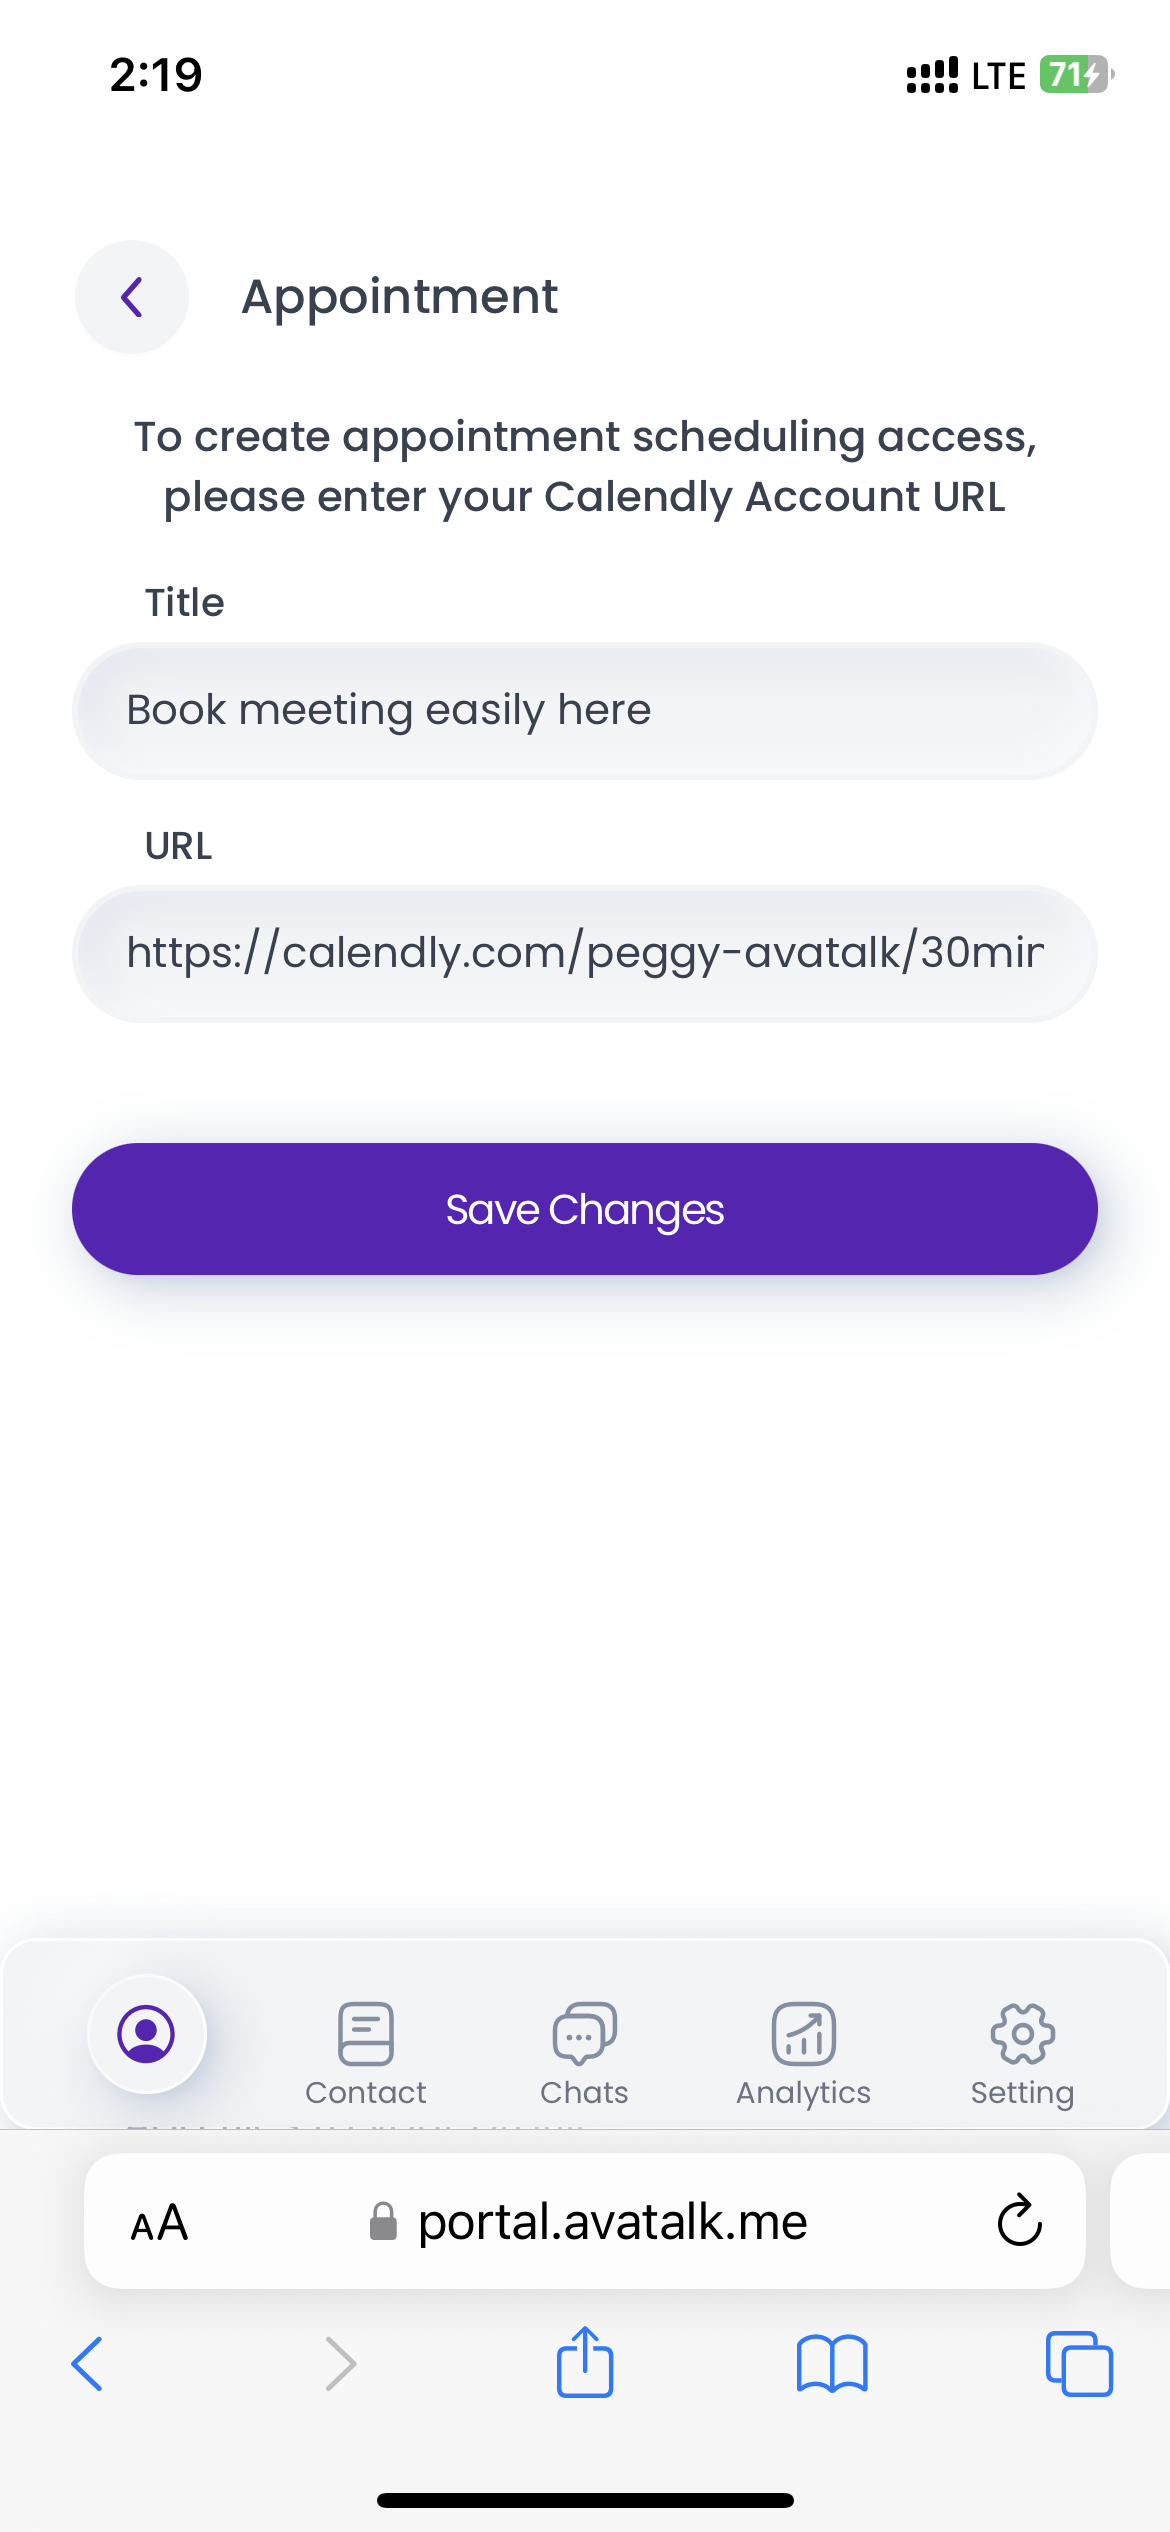 2:19
LTE 71
Appointment
To create appointment scheduling access,
please enter your Calendly Account URL
Title
Book meeting easily here
URL
https://calendly.com/peggy-avatalk/30min
Save Changes
Contact
Chats
Analytics
Setting
AA
portal.avatalk.me